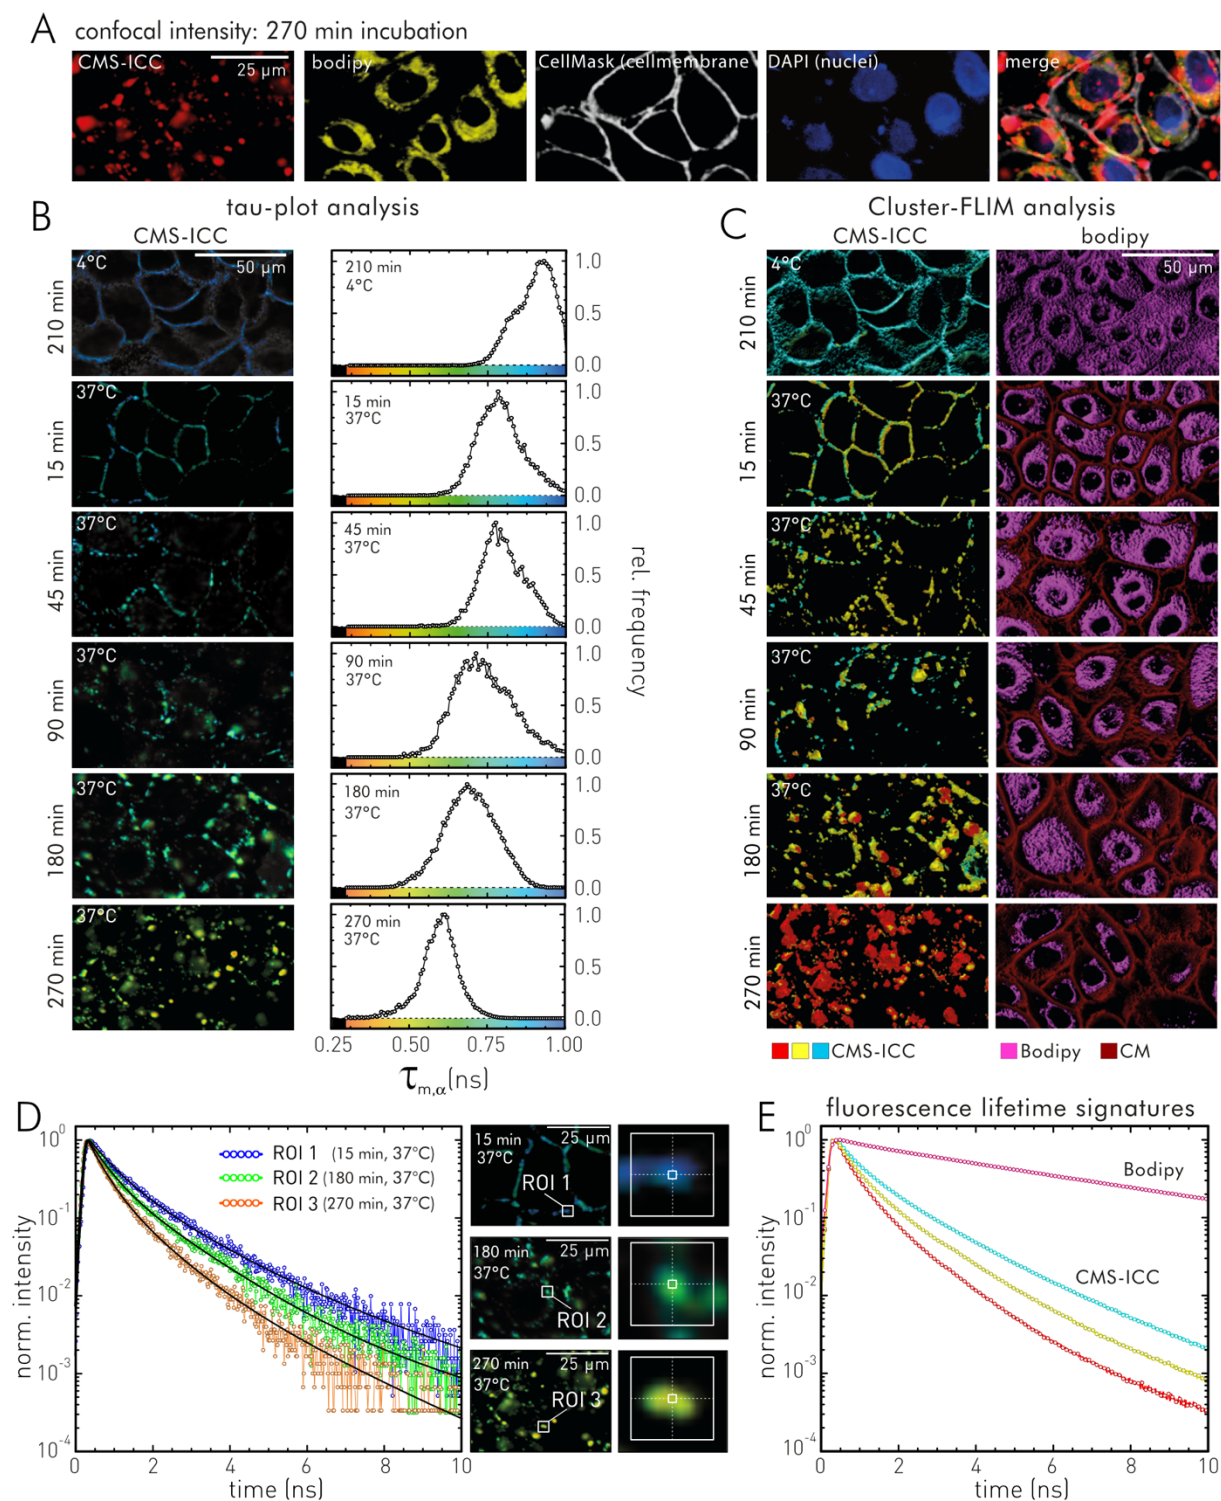 A confocal intensity: 270 min incubation
CMS-ICC
25 µm
bodipy
CellMask (cellmembrane
DAPI (nuclei)
merge
B tau-plot analysis
CMS-ICC
210 min
4°C
50 µm
210 min
4°C
1.0
0.5
0.0
15 min
37°C
15 min
37°C
1.0
0.5
0.0
45 min
37°C
45 min
37°C
1.0
0.5
0.0
90 min
37°C
90 min
37°C
1.0
0.5
0.0
180 min
37°C
180 min
37°C
1.0
0.5
0.0
270 min
37°C
270 min
37°C
1.0
0.5
0.0
rel. frequency
0.25 0.50 0.75 1.00
τm,α(ns)
C Cluster-FLIM analysis
CMS-ICC bodipy
210 min
4°C
50 µm
15 min
37°C
45 min
37°C
90 min
37°C
180 min
37°C
270 min
37°C
CMS-ICC Bodipy CM
D
norm. intensity
10⁰
10⁻¹
10⁻²
10⁻³
10⁻⁴
ROI 1 (15 min, 37°C)
ROI 2 (180 min, 37°C)
ROI 3 (270 min, 37°C)
0 2 4 6 8 10
time (ns)
15 min
37°C
25 µm
ROI 1
180 min
37°C
25 µm
ROI 2
270 min
37°C
25 µm
ROI 3
E fluorescence lifetime signatures
norm. intensity
10⁰
10⁻¹
10⁻²
10⁻³
10⁻⁴
Bodipy
CMS-ICC
0 2 4 6 8 10
time (ns)